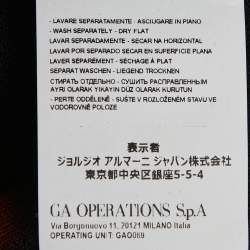 - LAVARE SEPARATAMENTE - ASCIUGARE IN PIANO
- WASH SEPARATELY - DRY FLAT
LAVAR SEPARADAMENTE - SECAR NA HORIZONTAL
LAVAR POR SEPARADO SECAR EN SUPERFICIE PLANA
LAVER SÉPARÉMENT - SÉCHAGE À PLAT
SEPARAT WASCHEN - LIEGEND TROCKNEN
СТИРАТЬ ОТДЕЛЬНО - СУШИТЬ РАСПРАВЛЕННЫМ
AYRI OLARAK YIKAYIN DÜZ OLARAK KURUTUN
- PERTE ODDĚLENĚ - SUŠTE V ROZLOŽENÉM STAVU VE
VODOROVNÉ POLOZE
表示者
ジョルジオ アルマーニ ジャパン株式会社
東京都中央区銀座5-5-4
GA OPERATIONS S.p.A
Via Borgonuovo 11, 20121 MILANO Italia
OPERATING UNIT: GAO089